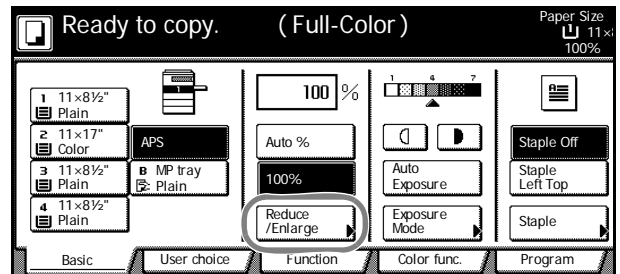 Ready to copy. (Full-Color)
Paper Size
11×8
100%
1 11×8½"
Plain
2 11×17"
Color
3 11×8½"
Plain
4 11×8½"
Plain
APS
B MP tray
Plain
100 %
Auto %
100%
Reduce
/Enlarge
1 4 7
Auto
Exposure
Exposure
Mode
A
Staple Off
Staple
Left Top
Staple
Basic User choice Function Color func. Program